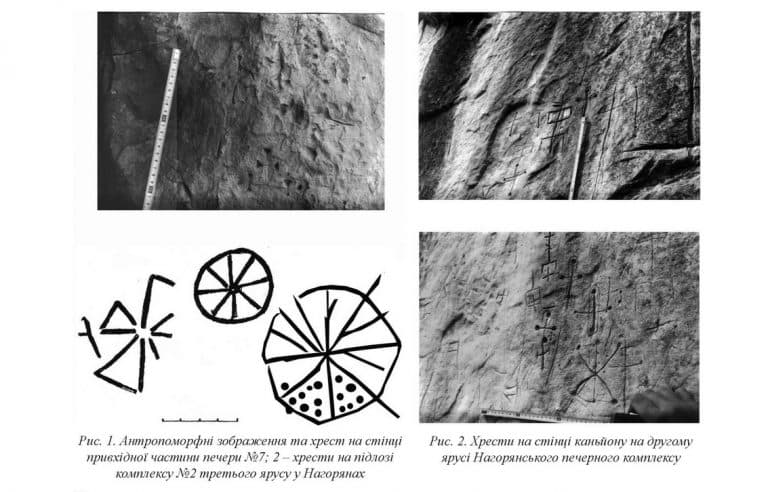 Рис. 1. Антропоморфні зображення та хрест на стінці
привхідної частини печери №7; 2 – хрести на підлозі
комплексу №2 третього ярусу у Нагорянах
Рис. 2. Хрести на стінці каньйону на другому
ярусі Нагорянського печерного комплексу